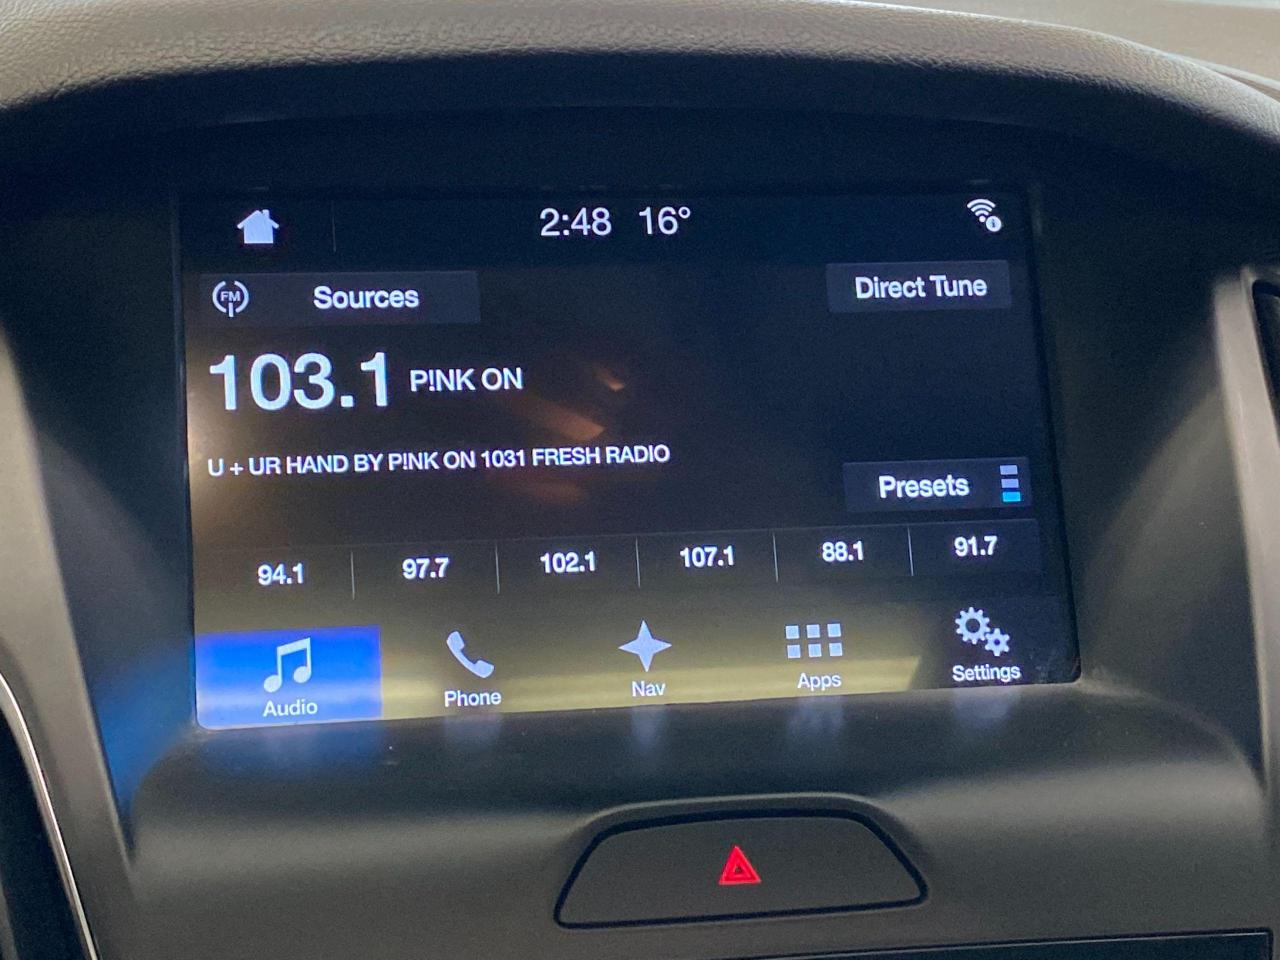 2:48 16°
FM Sources
Direct Tune
103.1 P!NK ON
U + UR HAND BY P!NK ON 1031 FRESH RADIO
Presets
94.1 97.7 102.1 107.1 88.1 91.7
Audio Phone Nav Apps Settings